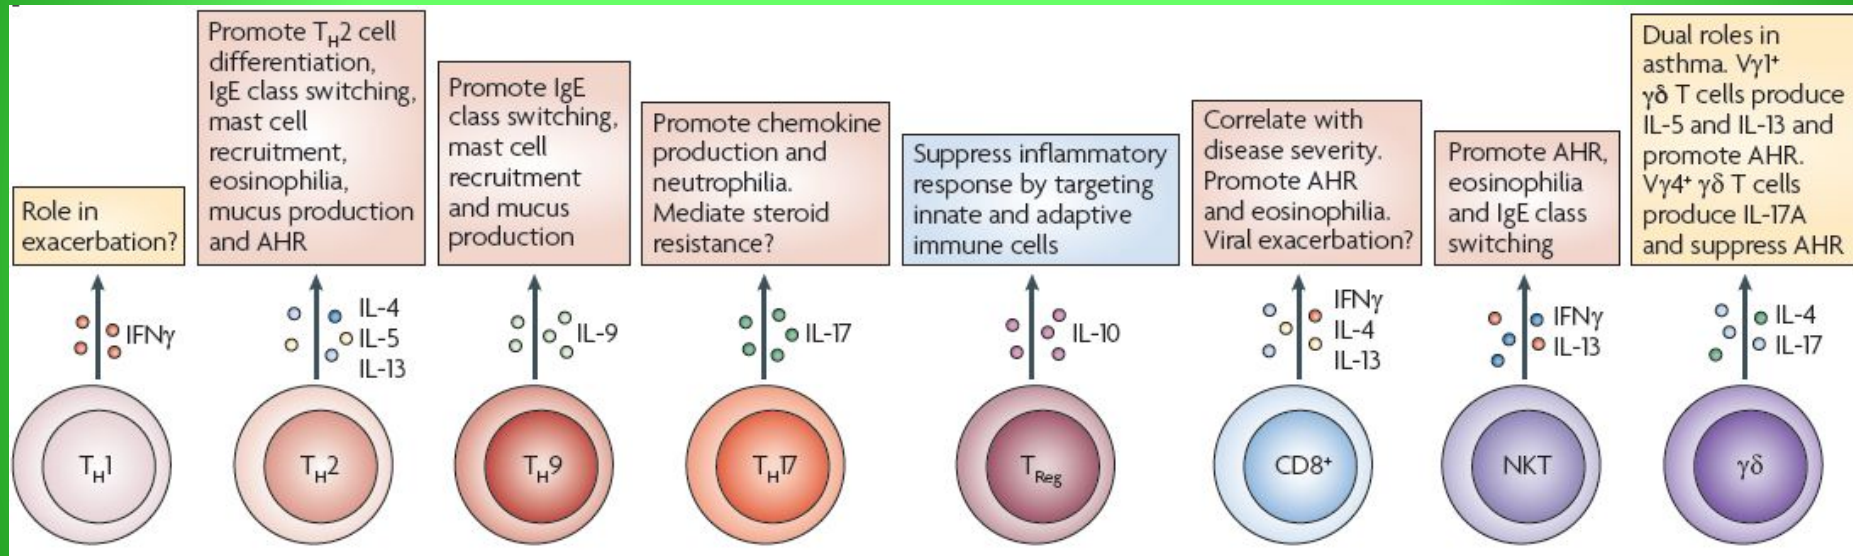 Role in
exacerbation?
Promote T_H2 cell
differentiation,
IgE class switching,
mast cell
recruitment,
eosinophilia,
mucus production
and AHR
Promote IgE
class switching,
mast cell
recruitment
and mucus
production
Promote chemokine
production and
neutrophilia.
Mediate steroid
resistance?
Suppress inflammatory
response by targeting
innate and adaptive
immune cells
Correlate with
disease severity.
Promote AHR
and eosinophilia.
Viral exacerbation?
Promote AHR,
eosinophilia
and IgE class
switching
Dual roles in
asthma. Vγ1⁺
γδ T cells produce
IL-5 and IL-13 and
promote AHR.
Vγ4⁺ γδ T cells
produce IL-17A
and suppress AHR
IFNγ
IL-4
IL-5
IL-13
IL-9
IL-17
IL-10
IFNγ
IL-4
IL-13
IFNγ
IL-13
IL-4
IL-17
T_H1
T_H2
T_H9
T_H17
T_Reg
CD8⁺
NKT
γδ